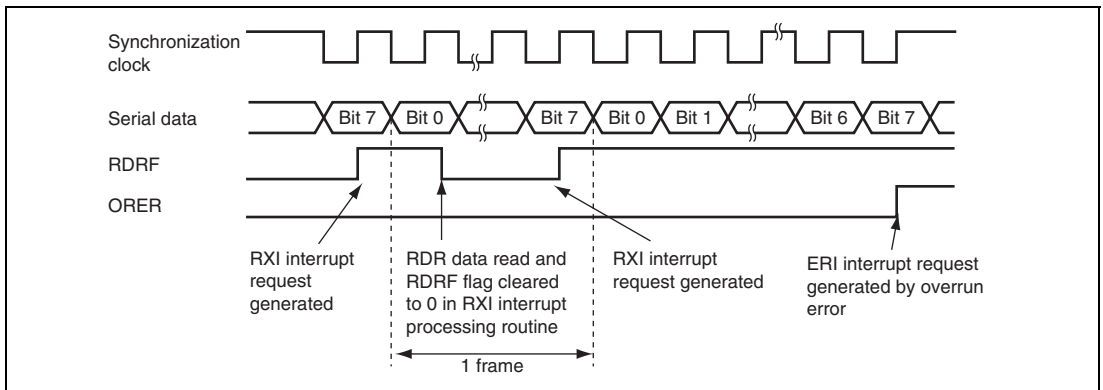 Synchronization
clock
Serial data
Bit 7
Bit 0
Bit 7
Bit 0
Bit 1
Bit 6
Bit 7
RDRF
ORER
RXI interrupt
request
generated
RDR data read and
RDRF flag cleared
to 0 in RXI interrupt
processing routine
RXI interrupt
request generated
ERI interrupt request
generated by overrun
error
1 frame